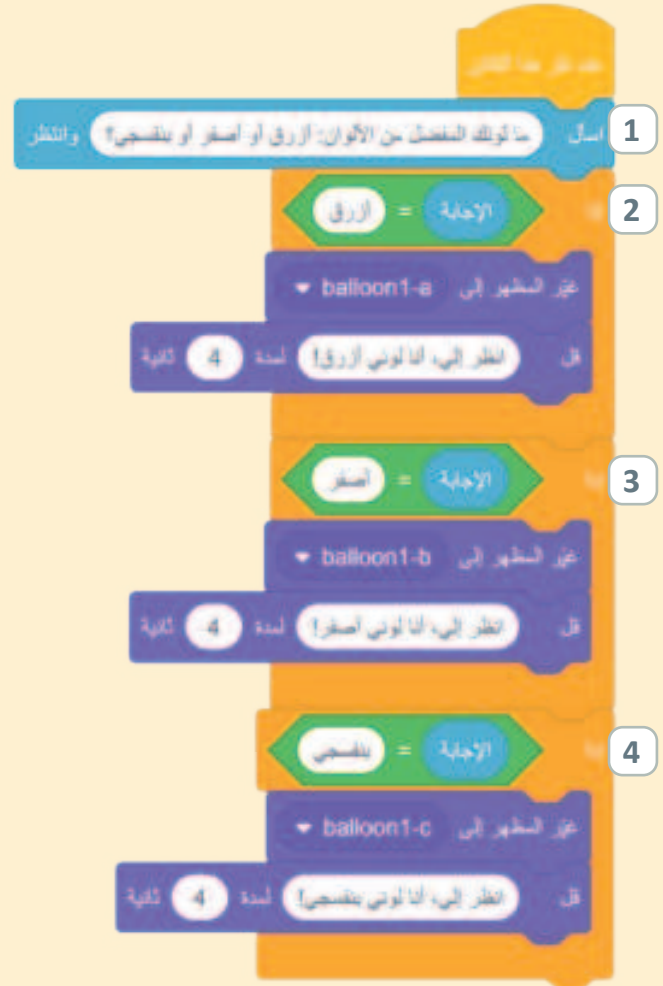 عند نقر هذا الكائن
اسأل ما لونك المفضل من الألوان: أزرق أو أصفر أو بنفسجي؟ وانتظر 1
الإجابة = أزرق 2
غيّر المظهر إلى balloon1-a
قل انظر إلي، أنا لوني أزرق! لمدة 4 ثانية
إذا الإجابة = أصفر 3
غيّر المظهر إلى balloon1-b
قل انظر إلي، أنا لوني أصفر! لمدة 4 ثانية
إذا الإجابة = بنفسجي 4
غيّر المظهر إلى balloon1-c
قل انظر إلي، أنا لوني بنفسجي! لمدة 4 ثانية